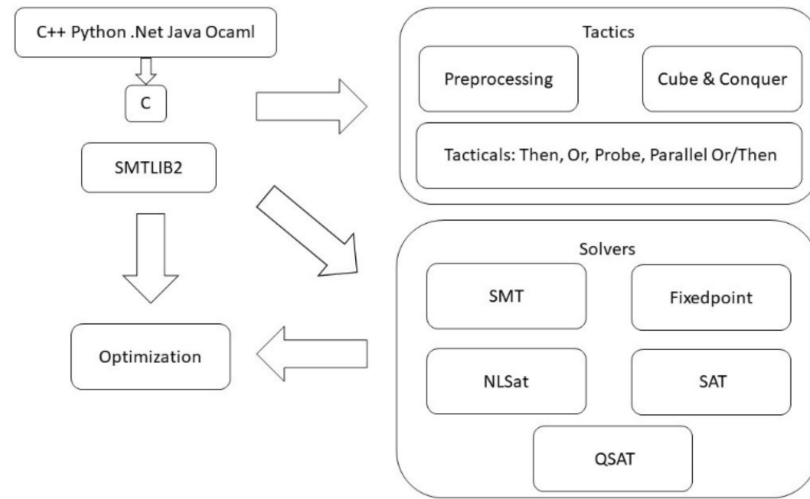 C++ Python .Net Java Ocaml
C
SMTLIB2
Optimization
Tactics
Preprocessing
Cube & Conquer
Tacticals: Then, Or, Probe, Parallel Or/Then
Solvers
SMT
Fixedpoint
NLSat
SAT
QSAT